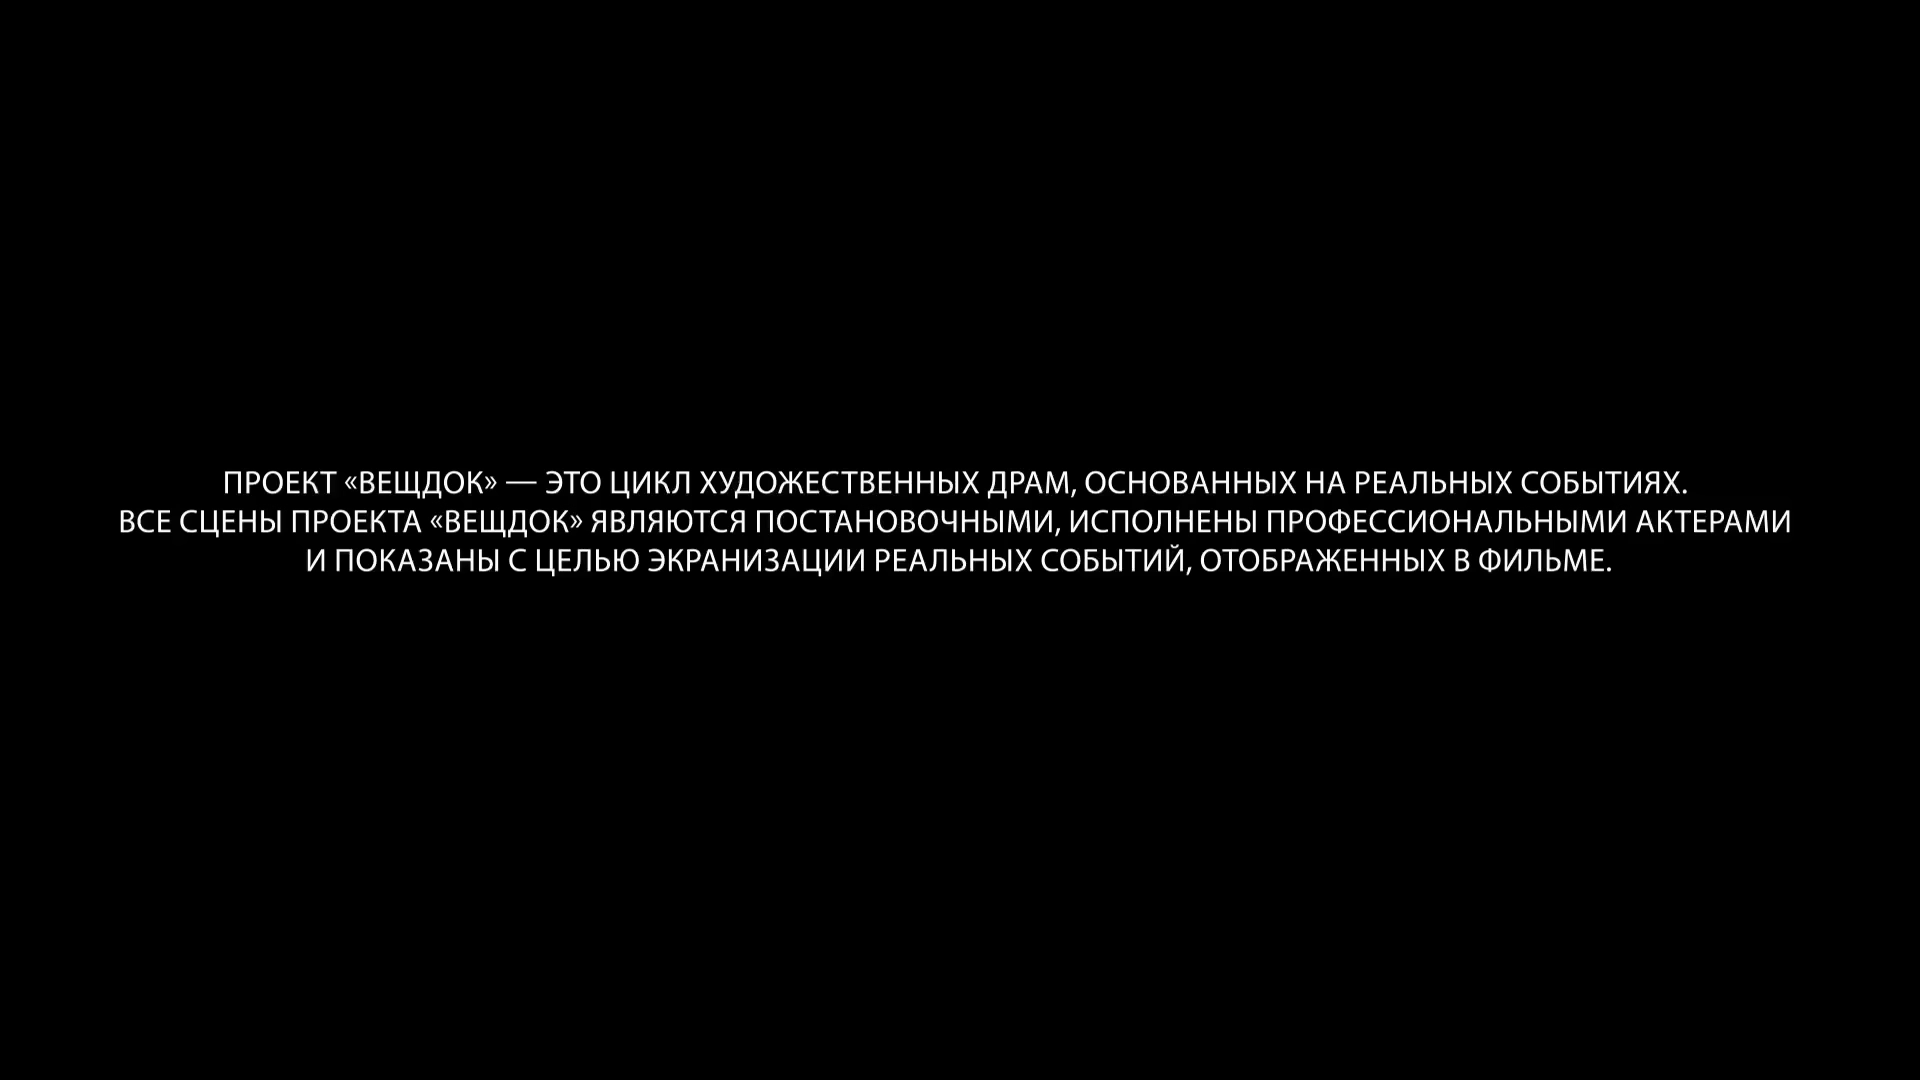 ПРОЕКТ «ВЕЩДОК» — ЭТО ЦИКЛ ХУДОЖЕСТВЕННЫХ ДРАМ, ОСНОВАННЫХ НА РЕАЛЬНЫХ СОБЫТИЯХ.
ВСЕ СЦЕНЫ ПРОЕКТА «ВЕЩДОК» ЯВЛЯЮТСЯ ПОСТАНОВОЧНЫМИ, ИСПОЛНЕНЫ ПРОФЕССИОНАЛЬНЫМИ АКТЕРАМИ
И ПОКАЗАНЫ С ЦЕЛЬЮ ЭКРАНИЗАЦИИ РЕАЛЬНЫХ СОБЫТИЙ, ОТОБРАЖЕННЫХ В ФИЛЬМЕ.